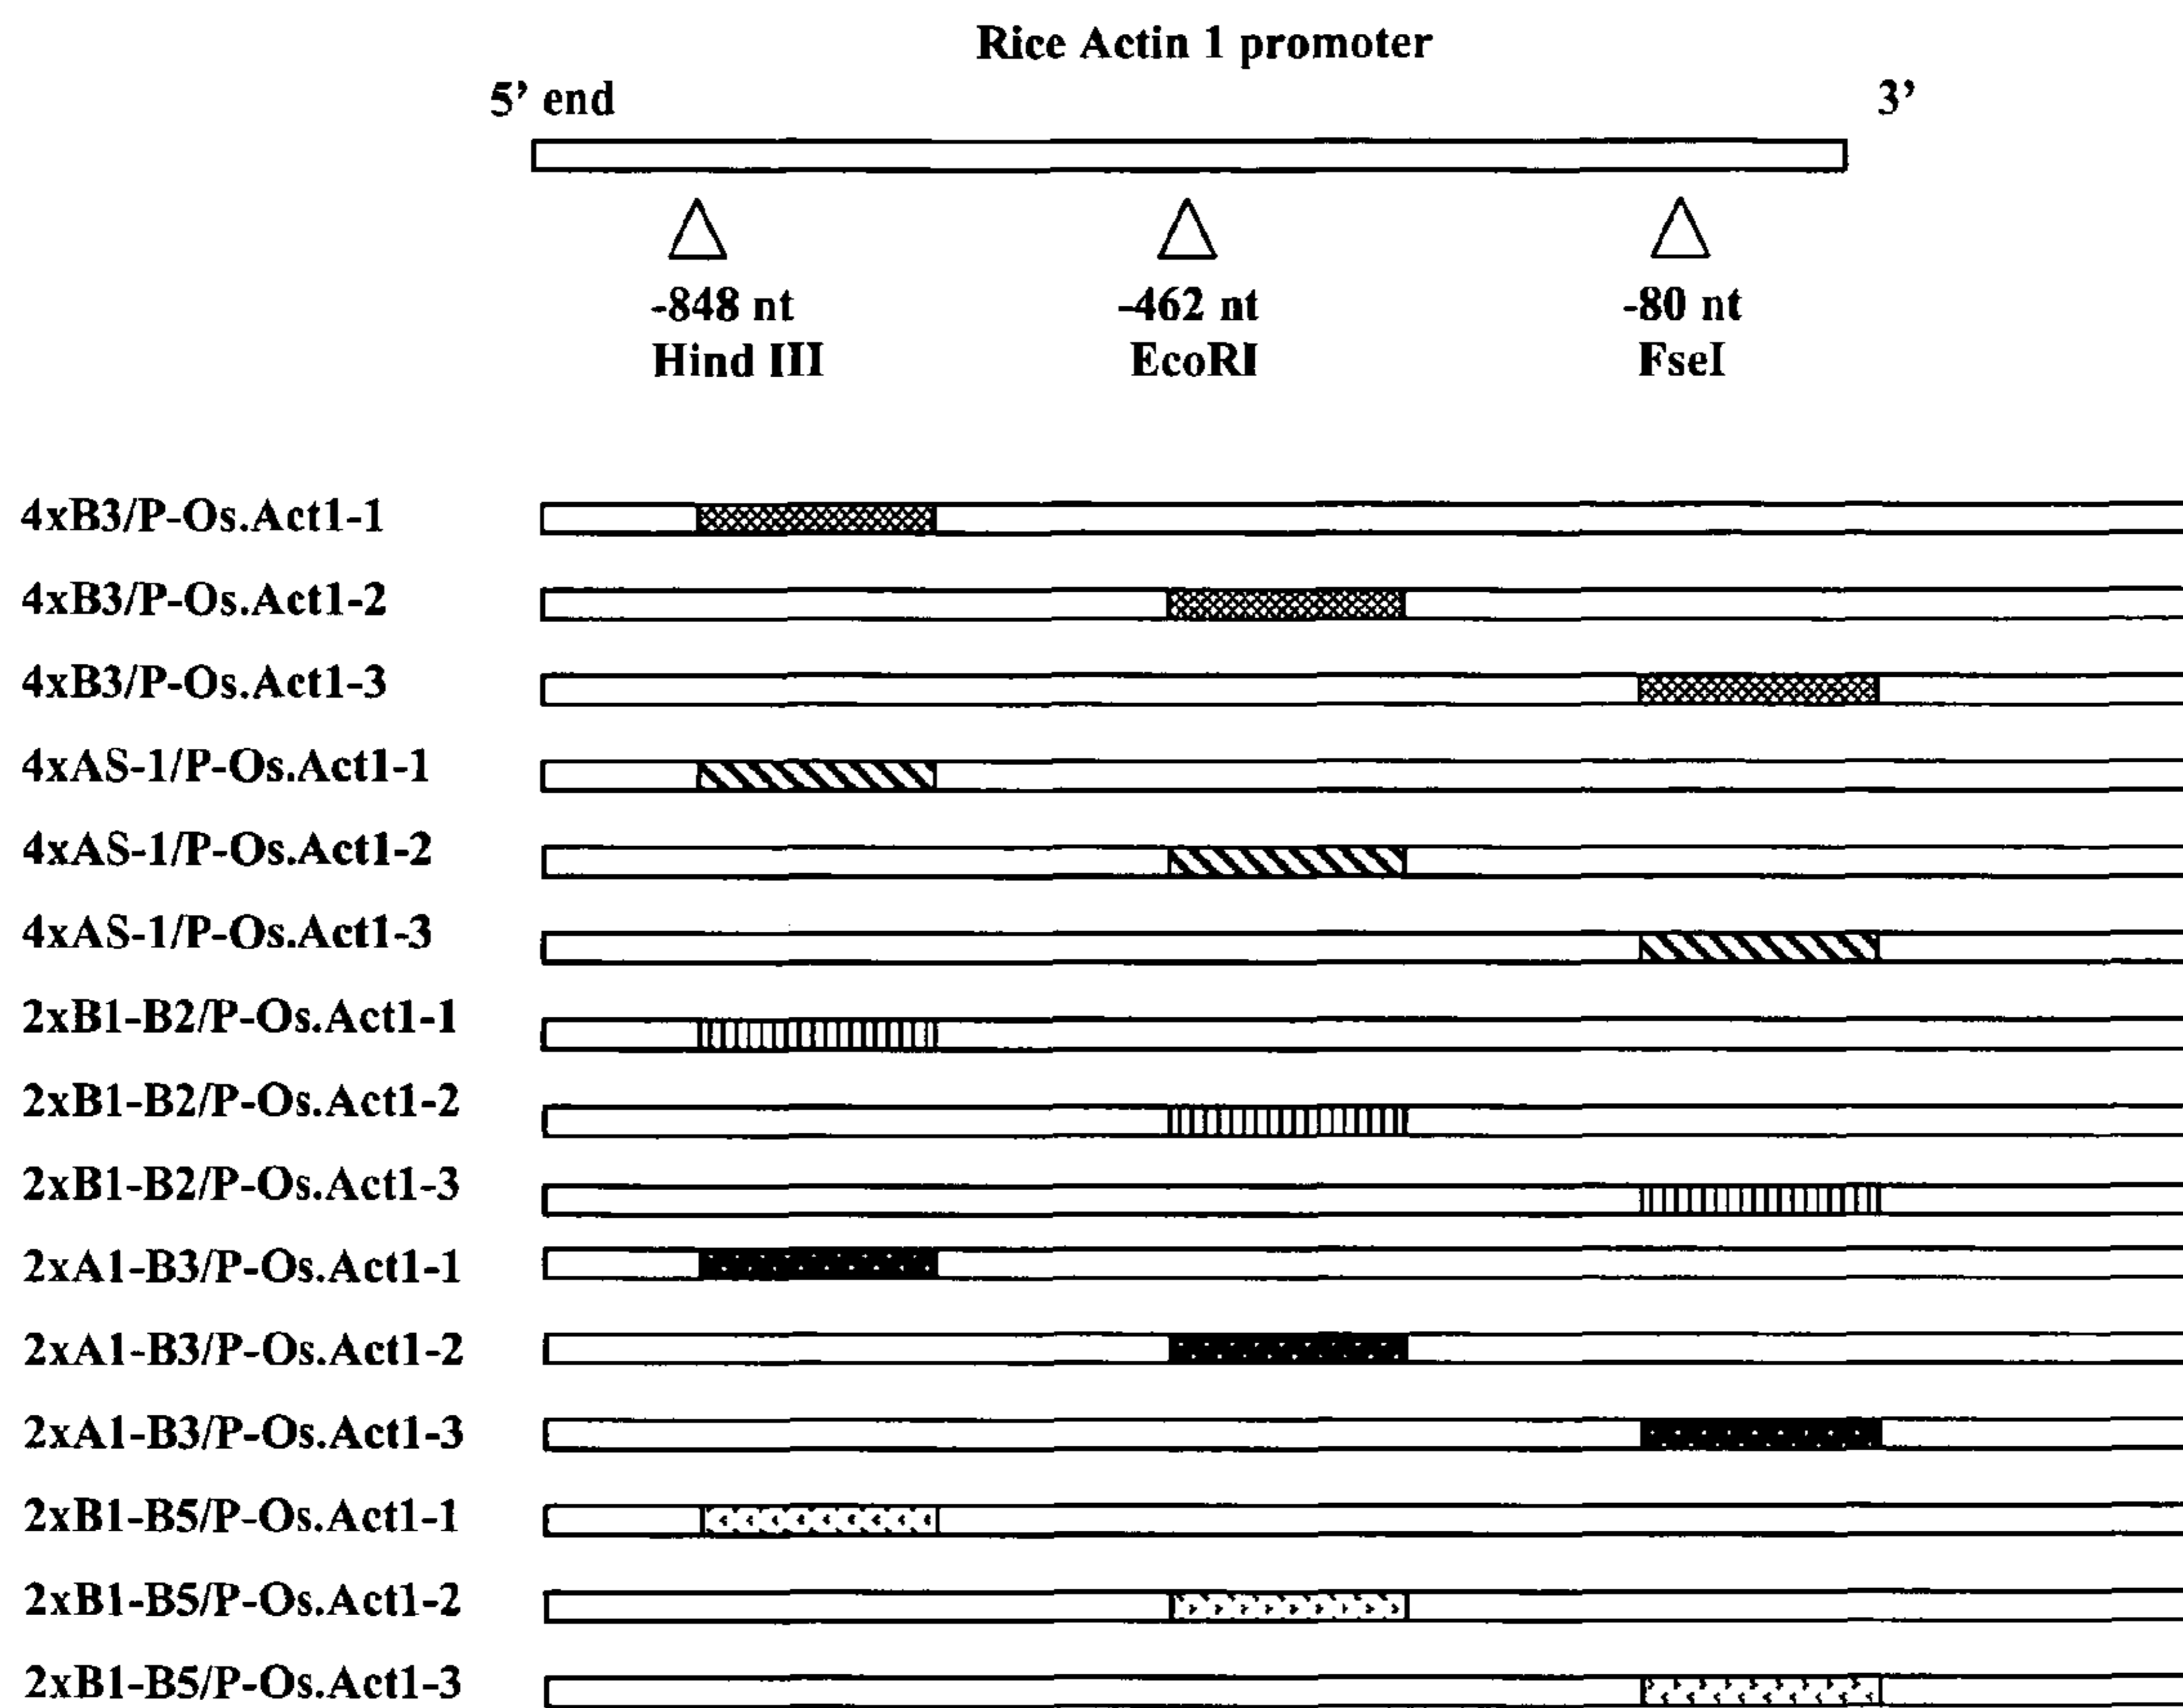 Rice Actin 1 promoter
5’ end 3’
-848 nt -462 nt -80 nt
Hind III EcoRI FseI
4xB3/P-Os.Act1-1
4xB3/P-Os.Act1-2
4xB3/P-Os.Act1-3
4xAS-1/P-Os.Act1-1
4xAS-1/P-Os.Act1-2
4xAS-1/P-Os.Act1-3
2xB1-B2/P-Os.Act1-1
2xB1-B2/P-Os.Act1-2
2xB1-B2/P-Os.Act1-3
2xA1-B3/P-Os.Act1-1
2xA1-B3/P-Os.Act1-2
2xA1-B3/P-Os.Act1-3
2xB1-B5/P-Os.Act1-1
2xB1-B5/P-Os.Act1-2
2xB1-B5/P-Os.Act1-3